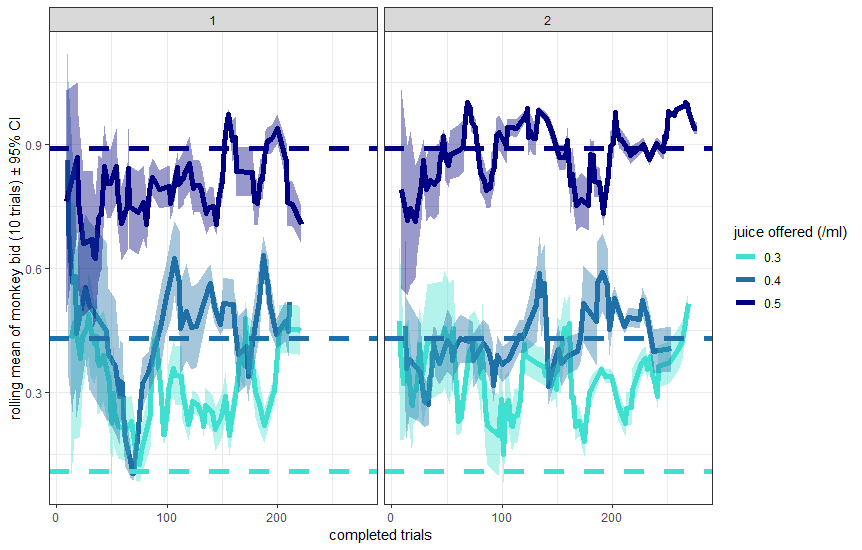 1 2
rolling mean of monkey bid (10 trials) ± 95% CI
0.9
0.6
0.3
0 100 200 0 100 200
completed trials
juice offered (/ml)
0.3
0.4
0.5